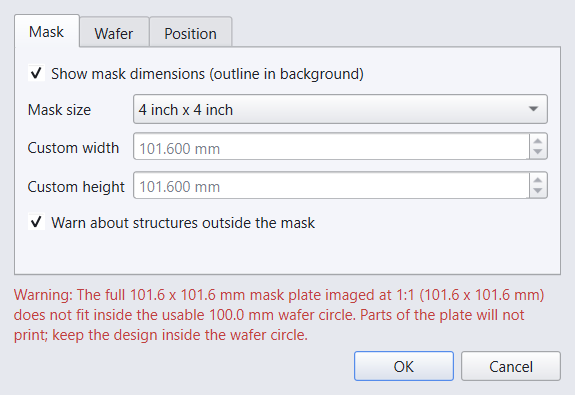 Mask Wafer Position
Show mask dimensions (outline in background)
Mask size 4 inch x 4 inch
Custom width 101.600 mm
Custom height 101.600 mm
Warn about structures outside the mask
Warning: The full 101.6 x 101.6 mm mask plate imaged at 1:1 (101.6 x 101.6 mm)
does not fit inside the usable 100.0 mm wafer circle. Parts of the plate will not
print; keep the design inside the wafer circle.
OK Cancel